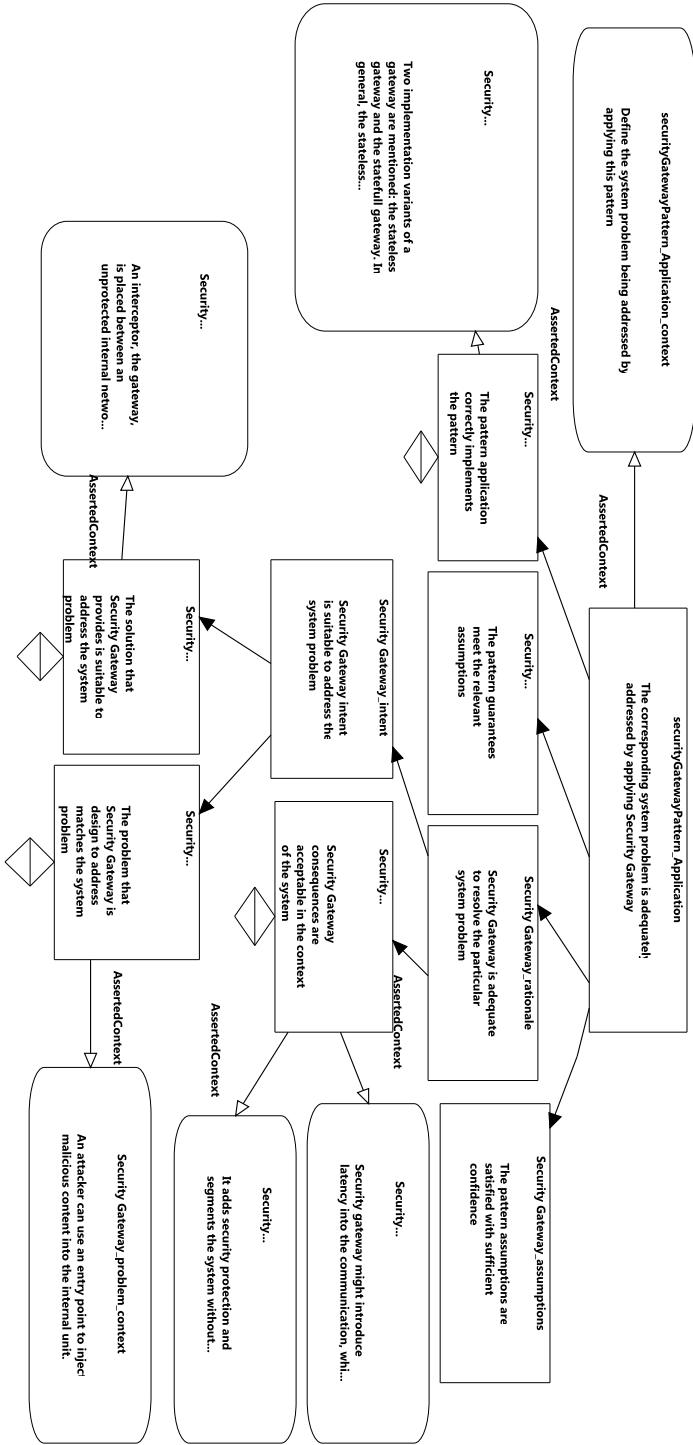 securityGatewayPattern_Application_context
Define the system problem being addressed by
applying this pattern
AssertedContext
securityGatewayPattern_Application
The corresponding system problem is adequately
addressed by applying Security Gateway
Security...
Two implementation variants of a
gateway are mentioned: the stateless
gateway and the statefull gateway. In
general, the stateless...
AssertedContext
Security...
The pattern application
correctly implements
the pattern
Security...
The pattern guarantees
meet the relevant
assumptions
Security Gateway_rationale
Security Gateway is adequate
to resolve the particular
system problem
Security Gateway_assumptions
The pattern assumptions are
satisfied with sufficient
confidence
Security Gateway_intent
Security Gateway intent
is suitable to address the
system problem
Security...
Security Gateway
consequences are
acceptable in the context
of the system
AssertedContext
Security...
Security gateway might introduce
latency into the communication, whi...
AssertedContext
Security...
It adds security protection and
segments the system without...
Security...
An interceptor, the gateway,
is placed between an
unprotected internal netwo...
AssertedContext
Security...
The solution that
Security Gateway
provides is suitable to
address the system
problem
Security...
The problem that
Security Gateway is
design to address
matches the system
problem
AssertedContext
Security Gateway_problem_context
An attacker can use an entry point to inject
malicious content into the internal unit.